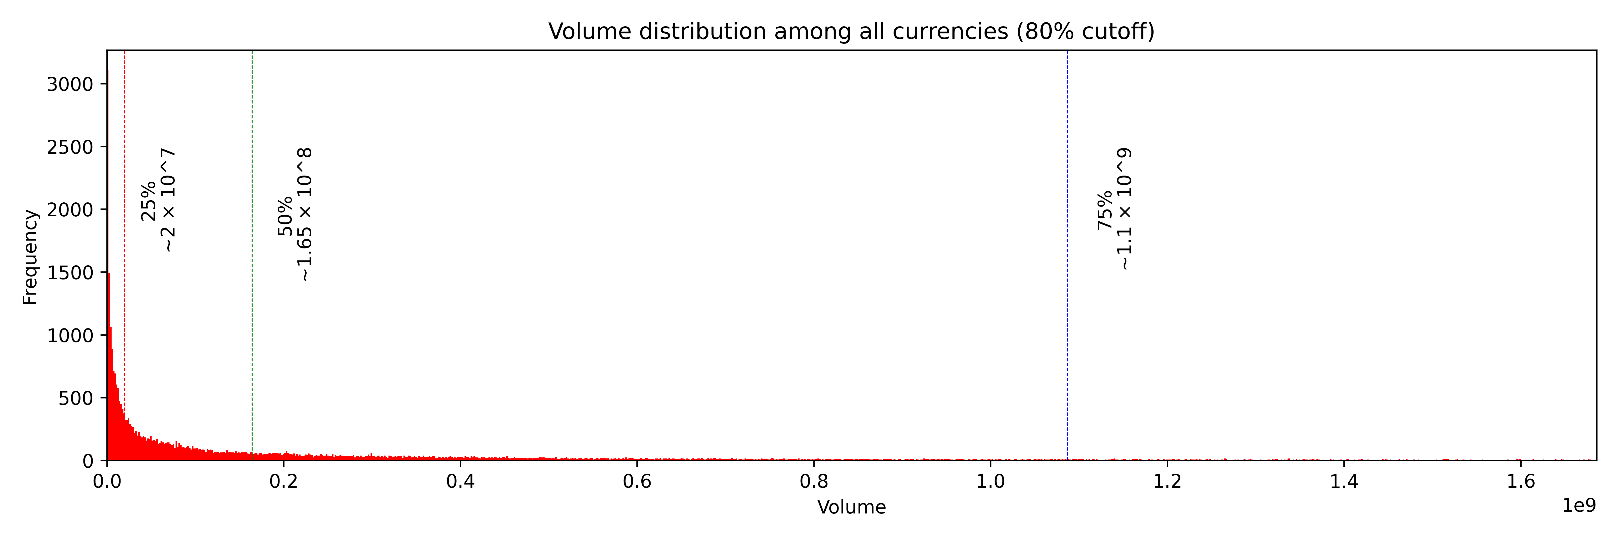 Volume distribution among all currencies (80% cutoff)
Frequency
3000
2500
2000
1500
1000
500
0
25%
~2 × 10^7
50%
~1.65 × 10^8
75%
~1.1 × 10^9
0.0
0.2
0.4
0.6
0.8
1.0
1.2
1.4
1.6
1e9
Volume